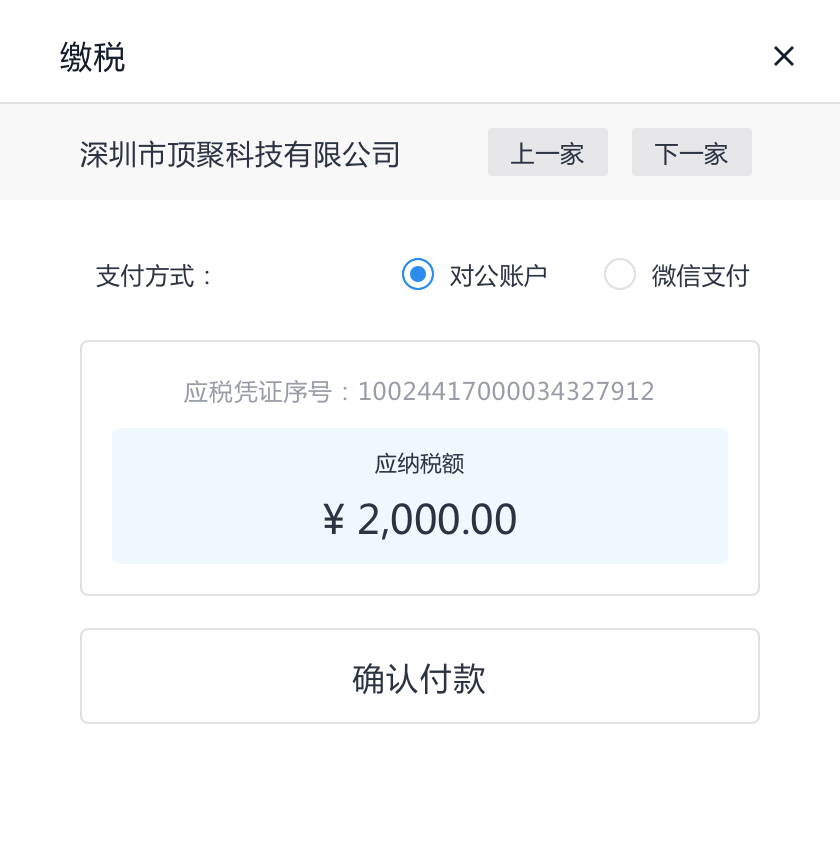 缴税
深圳市顶聚科技有限公司 上一家 下一家
支付方式： 对公账户 微信支付
应税凭证序号：10024417000034327912
应纳税额
¥ 2,000.00
确认付款